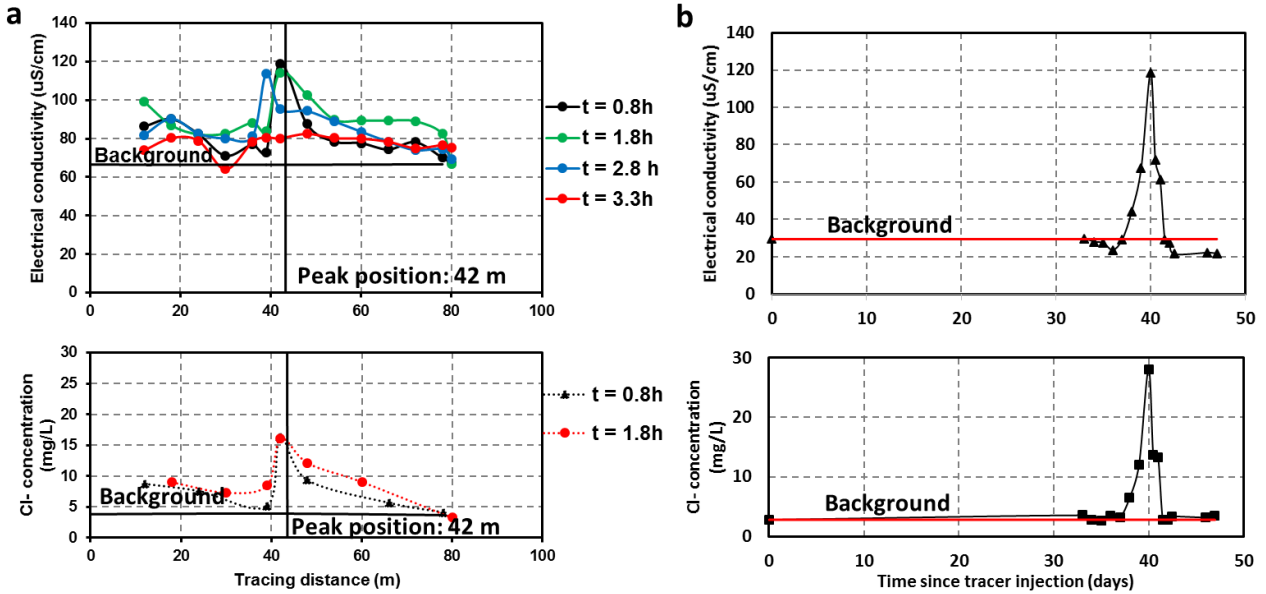 a
Electrical conductivity (uS/cm)
140
120
100
80
60
40
20
0
Background
Peak position: 42 m
0
20
40
60
80
100
t = 0.8h
t = 1.8h
t = 2.8 h
t = 3.3h
Cl- concentration
(mg/L)
30
25
20
15
10
5
0
Background
Peak position: 42 m
0
20
40
60
80
100
Tracing distance (m)
t = 0.8h
t = 1.8h
b
Electrical conductivity (uS/cm)
140
120
100
80
60
40
20
0
Background
0
10
20
30
40
50
Cl- concentration
(mg/L)
30
20
10
0
Background
0
10
20
30
40
50
Time since tracer injection (days)